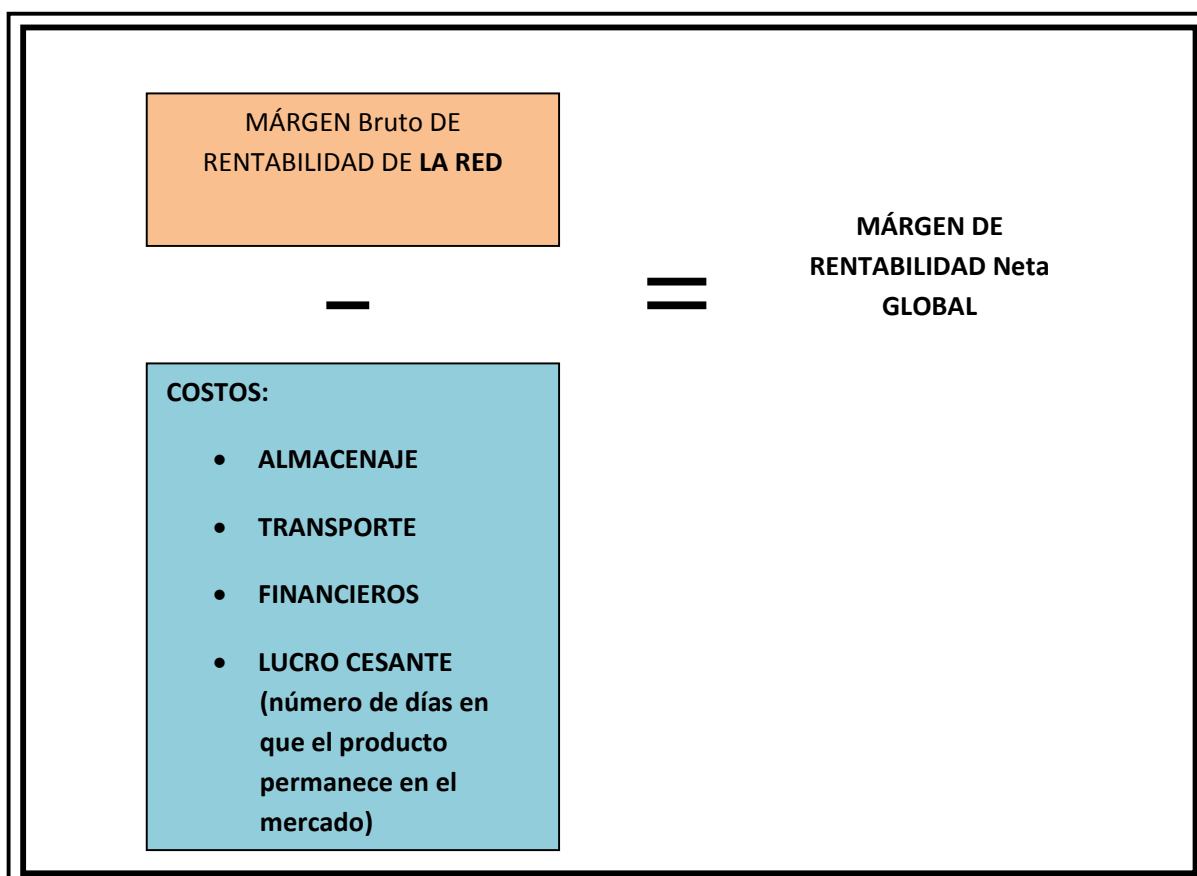 MÁRGEN Bruto DE
RENTABILIDAD DE LA RED
–
=
MÁRGEN DE
RENTABILIDAD Neta
GLOBAL
COSTOS:
• ALMACENAJE
• TRANSPORTE
• FINANCIEROS
• LUCRO CESANTE
(número de días en
que el producto
permanece en el
mercado)